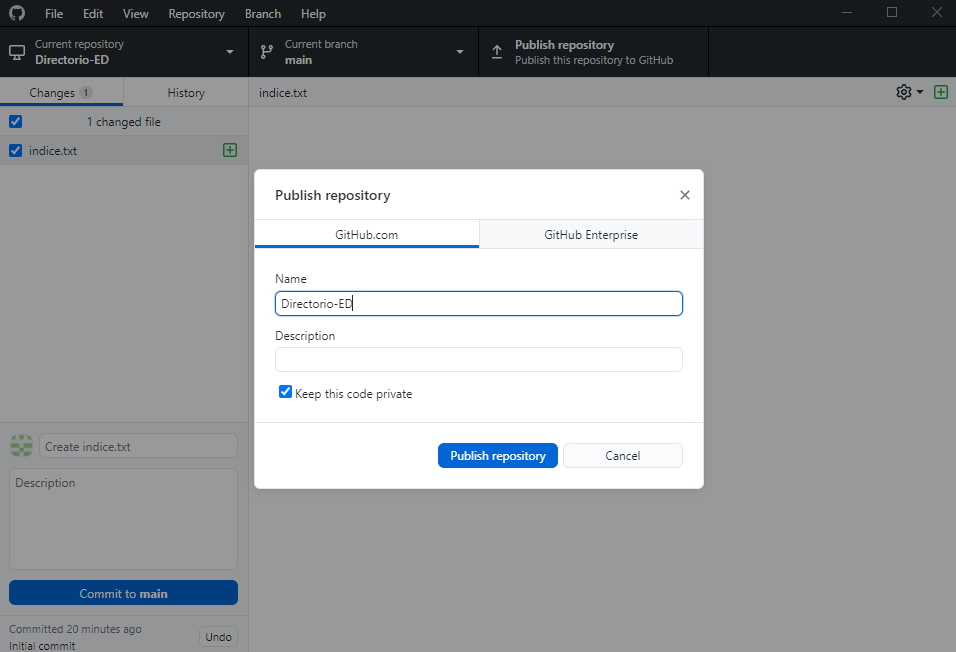 File Edit View Repository Branch Help
Current repository
Directorio-ED
Current branch
main
Publish repository
Publish this repository to GitHub
Changes 1 History
indice.txt
1 changed file
indice.txt
Publish repository
GitHub.com GitHub Enterprise
Name
Directorio-ED
Description
Keep this code private
Publish repository Cancel
Create indice.txt
Description
Commit to main
Committed 20 minutes ago
Initial commit
Undo